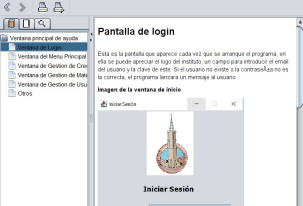 Ventana principal de ayuda
Ventana de Login
Ventana del Menu Principal
Ventana de Gestion de
Ventana de Gestion de
Ventana de Gestion de
Otros
Pantalla de login
Esta es la pantalla que aparece cada vez que se arranque el programa, en
ella se puede apreciar el logo del instituto, un campo para introducir el email
del usuario y la clave de este. Si el usuario no existe o la contraseÃ±a no es
la correcta, el programa lanzara un mensaje al usuario
Imagen de la ventana de inicio
Iniciar Sesión
Iniciar Sesión